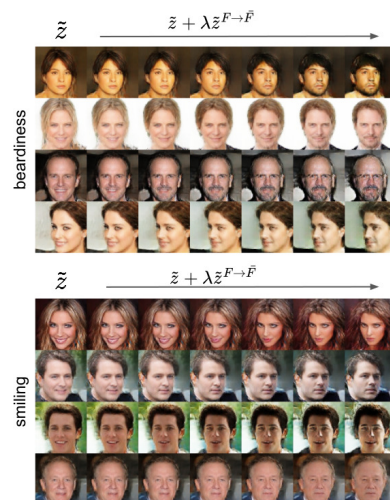 z̃ z̃ + λz̃^{F→F̄}
beardiness
z̃ z̃ + λz̃^{F→F̄}
smiling